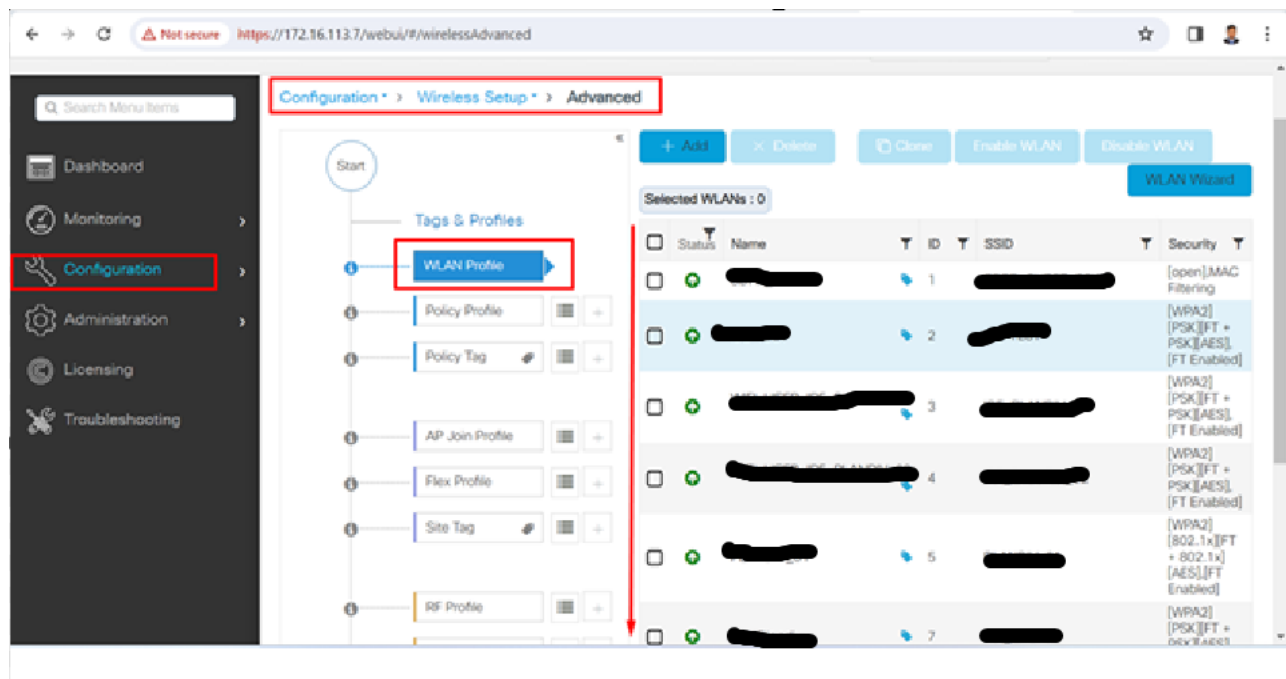 Not secure https://172.16.113.7/webui/#/wirelessAdvanced
Search Menu Items
Dashboard
Monitoring
Configuration
Administration
Licensing
Troubleshooting
Configuration > Wireless Setup > Advanced
Start
Tags & Profiles
WLAN Profile
Policy Profile
Policy Tag
AP Join Profile
Flex Profile
Site Tag
RF Profile
+ Add
× Delete
Clone
Enable WLAN
Disable WLAN
WLAN Wizard
Selected WLANs : 0
Status Name ID SSID Security
1 [open],MAC
Filtering
[WPA2]
2 [PSK][FT +
PSK][AES],
[FT Enabled]
[WPA2]
3 [PSK][FT +
PSK][AES],
[FT Enabled]
[WPA2]
4 [PSK][FT +
PSK][AES],
[FT Enabled]
[WPA2]
[802.1x][FT
5 + 802.1x]
[AES],[FT
Enabled]
[WPA2]
7 [PSK][FT +
PSK][AES],